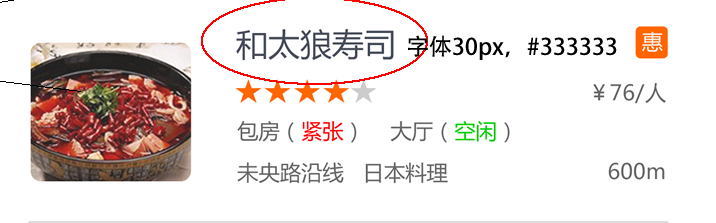 和太狼寿司 字体30px，#333333 惠
￥76/人
包房（紧张） 大厅（空闲）
未央路沿线 日本料理 600m